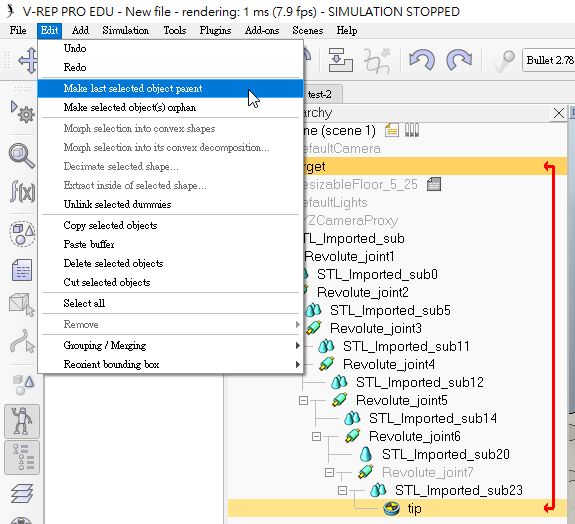 V-REP PRO EDU - New file - rendering: 1 ms (7.9 fps) - SIMULATION STOPPED
File Edit Add Simulation Tools Plugins Add-ons Scenes Help
Undo
Redo
Make last selected object parent
Make selected object(s) orphan
Morph selection into convex shapes
Morph selection into its convex decomposition...
Decimate selected shape...
Extract inside of selected shape...
Unlink selected dummies
Copy selected objects
Paste buffer
Delete selected objects
Cut selected objects
Select all
Remove
Grouping / Merging
Reorient bounding box
f(x)
Bullet 2.78
test-2
archy
ne (scene 1)
efaultCamera
rget
esizableFloor_5_25
efaultLights
YZCameraProxy
STL_Imported_sub
Revolute_joint1
STL_Imported_sub0
Revolute_joint2
STL_Imported_sub5
Revolute_joint3
STL_Imported_sub11
Revolute_joint4
STL_Imported_sub12
Revolute_joint5
STL_Imported_sub14
Revolute_joint6
STL_Imported_sub20
Revolute_joint7
STL_Imported_sub23
tip